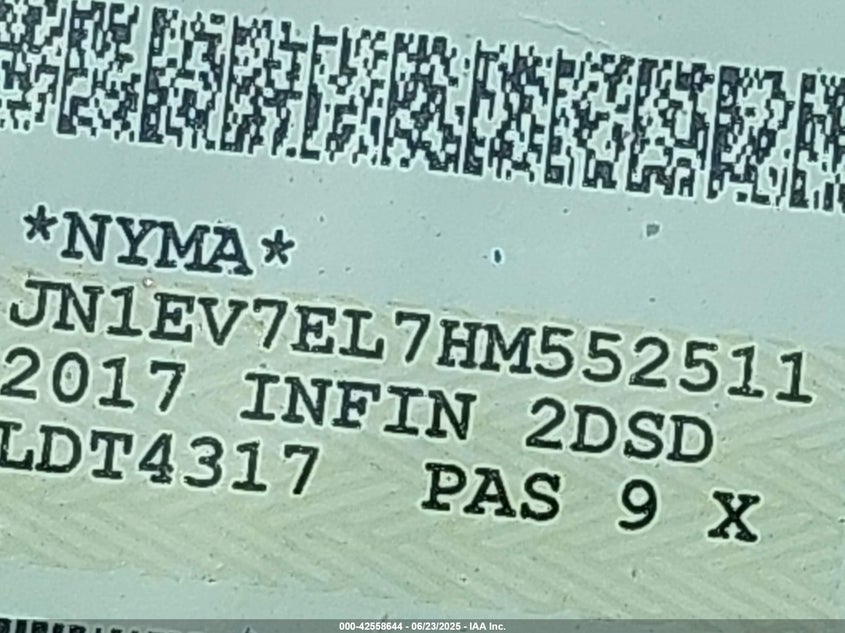 *NYMA*
JN1EV7EL7HM552511
2017 INFIN 2DSD
LDT4317 PAS 9 X
000-42558644 - 06/23/2025 - IAA Inc.